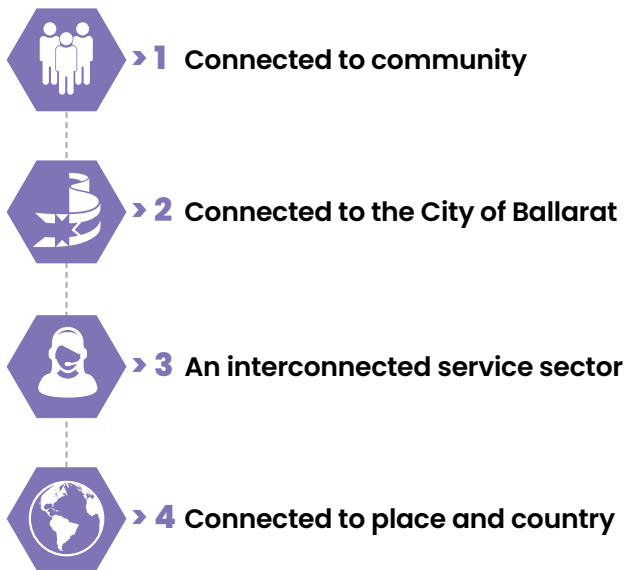 > 1 Connected to community
> 2 Connected to the City of Ballarat
> 3 An interconnected service sector
> 4 Connected to place and country